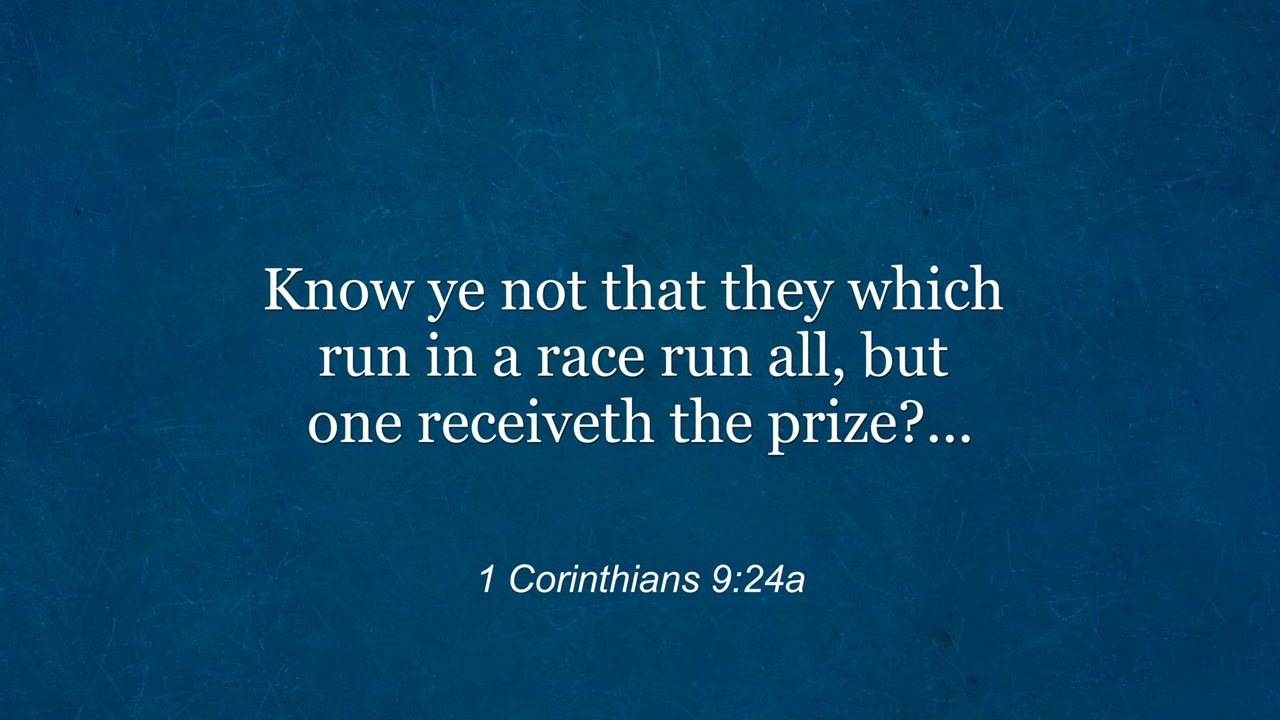 Know ye not that they which
run in a race run all, but
one receiveth the prize?...
1 Corinthians 9:24a